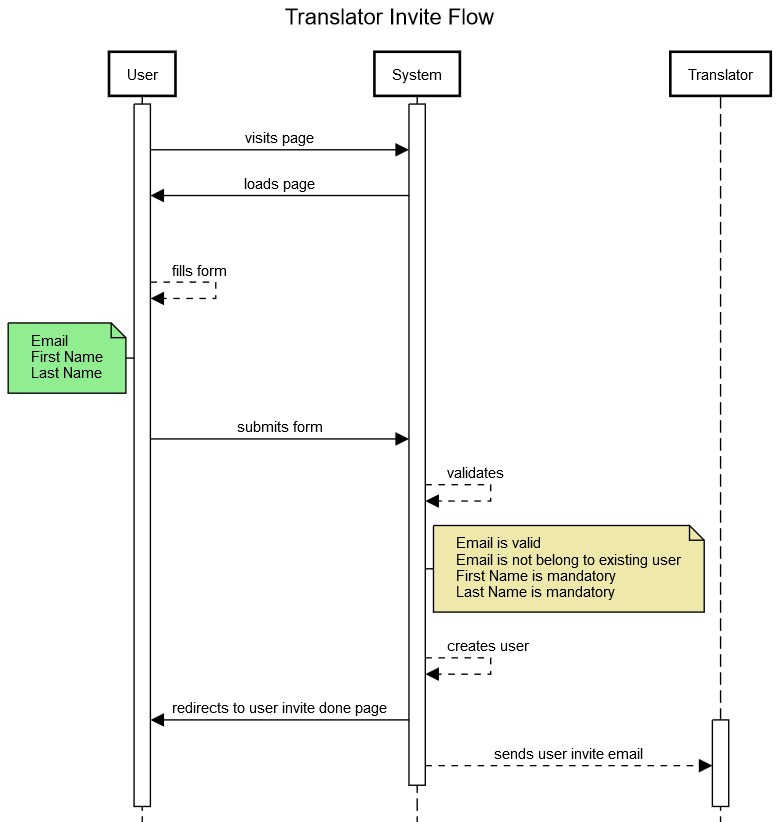 Translator Invite Flow
User
System
Translator
visits page
loads page
fills form
Email
First Name
Last Name
submits form
validates
Email is valid
Email is not belong to existing user
First Name is mandatory
Last Name is mandatory
creates user
redirects to user invite done page
sends user invite email